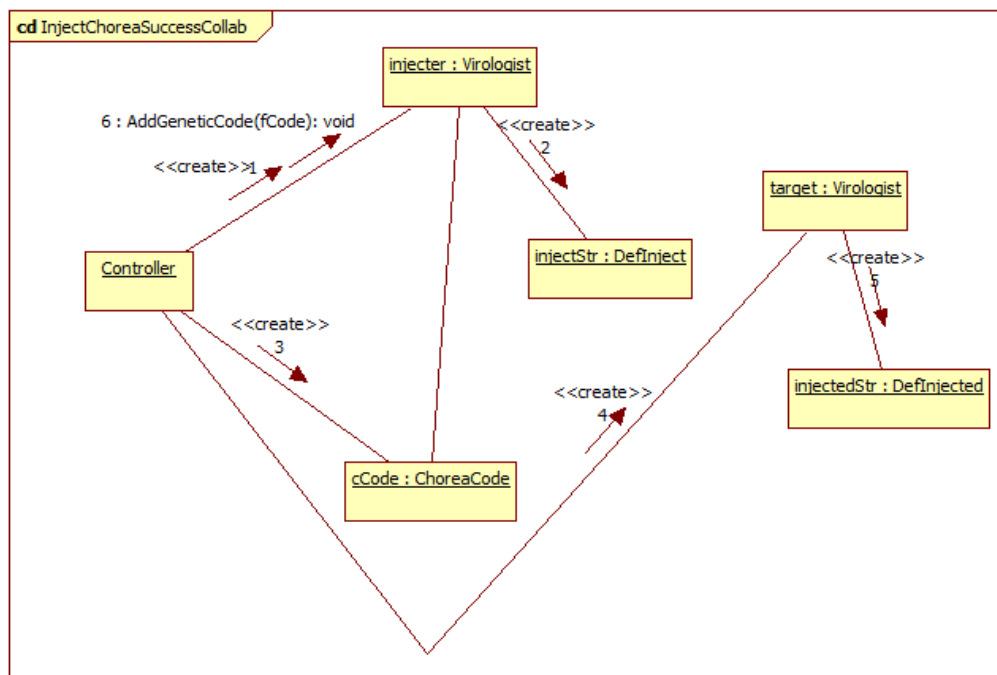 cd InjectChoreaSuccessCollab
injecter : Virologist
6 : AddGeneticCode(fCode): void
<<create>>
1
<<create>>
2
target : Virologist
Controller
injectStr : DefInject
<<create>>
5
<<create>>
3
injectedStr : DefInjected
<<create>>
4
cCode : ChoreaCode